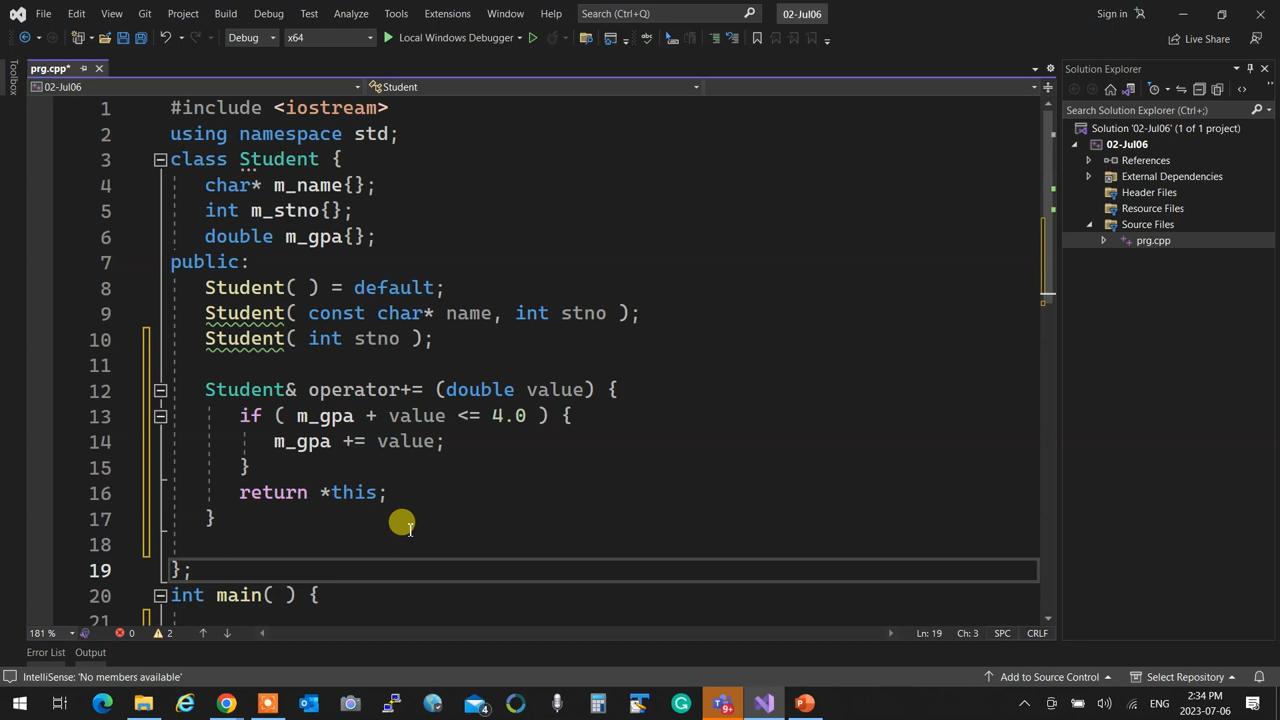 File Edit View Git Project Build Debug Test Analyze Tools Extensions Window Help Search (Ctrl+Q) 02-Jul06 Sign in
Debug x64 Local Windows Debugger Live Share
Toolbox
prg.cpp*
Solution Explorer
02-Jul06 Student
Search Solution Explorer (Ctrl+;)
Solution '02-Jul06' (1 of 1 project)
02-Jul06
References
External Dependencies
Header Files
Resource Files
Source Files
prg.cpp
1 #include <iostream>
2 using namespace std;
3 class Student {
4 char* m_name{};
5 int m_stno{};
6 double m_gpa{};
7 public:
8 Student( ) = default;
9 Student( const char* name, int stno );
10 Student( int stno );
11
12 Student& operator+= (double value) {
13 if ( m_gpa + value <= 4.0 ) {
14 m_gpa += value;
15 }
16 return *this;
17 }
18
19 };
20 int main( ) {
21
181 % 0 2 Ln: 19 Ch: 3 SPC CRLF
Error List Output
IntelliSense: 'No members available' Add to Source Control Select Repository
4 9+ ENG 2:34 PM
2023-07-06